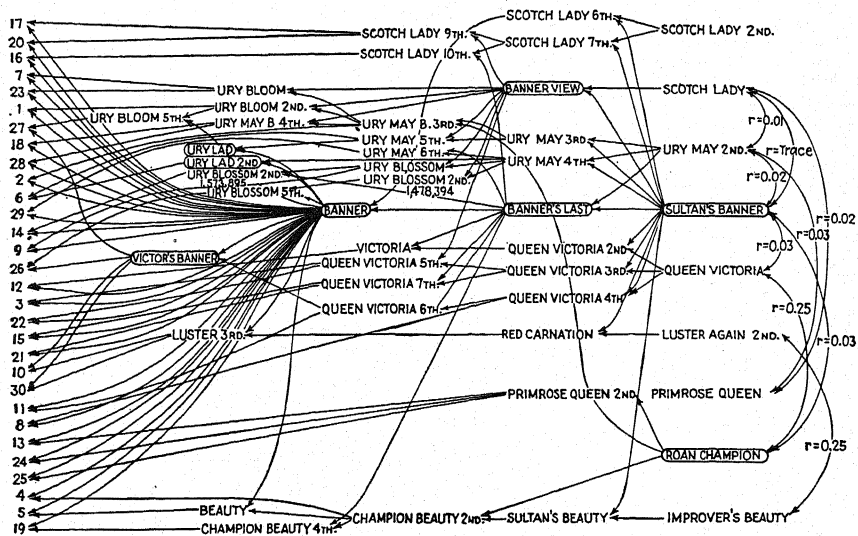 17
20
16
7
23
1
27
18
28
2
6
29
14
9
26
12
3
22
15
21
10
30
11
8
13
24
25
4
5
19
URY BLOOM
URY BLOOM 2ND.
URY BLOOM 5TH
URY MAY B 4TH.
URY LAD
URY LAD 2ND
URY BLOSSOM 2ND.
1,513,895
URY BLOSSOM 5TH.
VICTOR'S BANNER
LUSTER 3RD.
BEAUTY
CHAMPION BEAUTY 4TH.
SCOTCH LADY 9TH.
SCOTCH LADY 10TH.
URY MAY B. 3RD
URY MAY 5TH.
URY MAY 6TH.
URY BLOSSOM
URY BLOSSOM 2ND.
1,478,394
BANNER
VICTORIA
QUEEN VICTORIA 5TH.
QUEEN VICTORIA 7TH.
QUEEN VICTORIA 6TH.
CHAMPION BEAUTY 2ND.
SCOTCH LADY 6TH.
SCOTCH LADY 7TH.
BANNER VIEW
URY MAY 3RD
URY MAY 4TH
BANNER'S LAST
QUEEN VICTORIA 2ND
QUEEN VICTORIA 3RD.
QUEEN VICTORIA 4TH
RED CARNATION
PRIMROSE QUEEN 2ND
SULTAN'S BEAUTY
SCOTCH LADY 2ND.
SCOTCH LADY
URY MAY 2ND.
SULTAN'S BANNER
QUEEN VICTORIA
LUSTER AGAIN 2ND.
PRIMROSE QUEEN
ROAN CHAMPION
IMPROVER'S BEAUTY
r=0.01
r=Trace
r=0.02
r=0.02
r=0.03
r=0.03
r=0.25
r=0.03
r=0.25